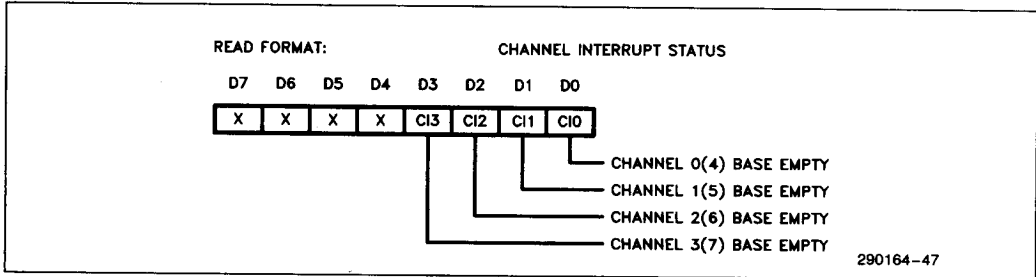 READ FORMAT: CHANNEL INTERRUPT STATUS
D7 D6 D5 D4 D3 D2 D1 D0
X X X X CI3 CI2 CI1 CI0
CHANNEL 0(4) BASE EMPTY
CHANNEL 1(5) BASE EMPTY
CHANNEL 2(6) BASE EMPTY
CHANNEL 3(7) BASE EMPTY
290164-47